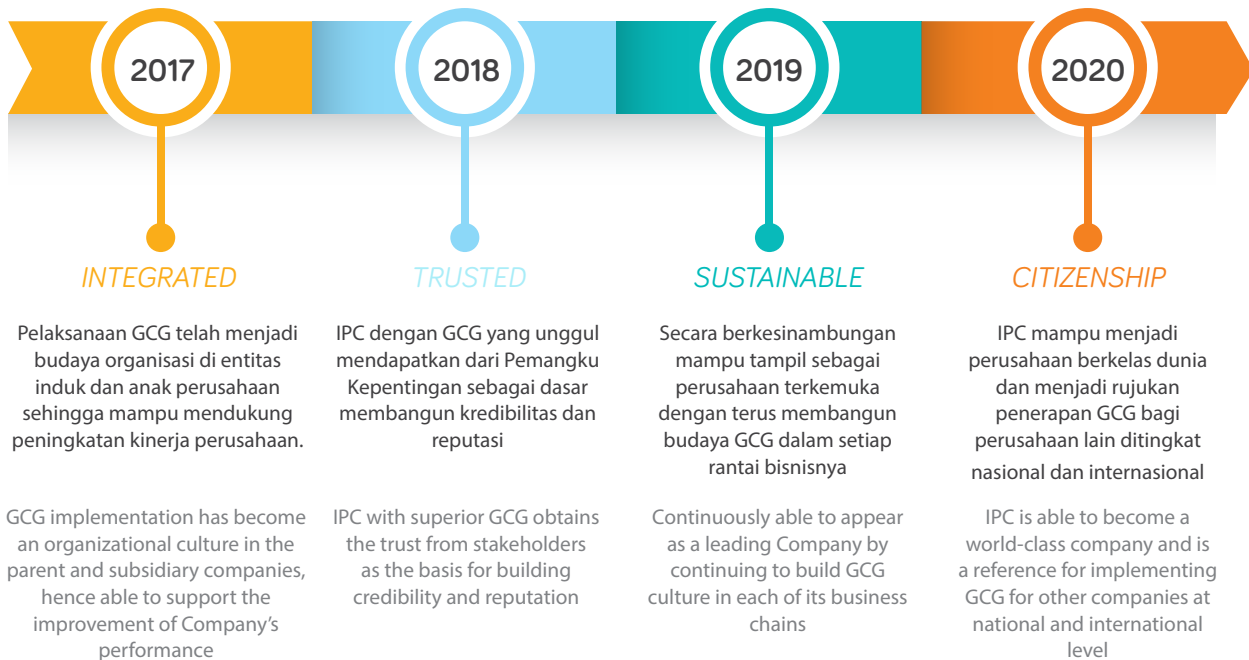 2017
2018
2019
2020
INTEGRATED
Pelaksanaan GCG telah menjadi
budaya organisasi di entitas
induk dan anak perusahaan
sehingga mampu mendukung
peningkatan kinerja perusahaan.
GCG implementation has become
an organizational culture in the
parent and subsidiary companies,
hence able to support the
improvement of Company’s
performance
TRUSTED
IPC dengan GCG yang unggul
mendapatkan dari Pemangku
Kepentingan sebagai dasar
membangun kredibilitas dan
reputasi
IPC with superior GCG obtains
the trust from stakeholders
as the basis for building
credibility and reputation
SUSTAINABLE
Secara berkesinambungan
mampu tampil sebagai
perusahaan terkemuka
dengan terus membangun
budaya GCG dalam setiap
rantai bisnisnya
Continuously able to appear
as a leading Company by
continuing to build GCG
culture in each of its business
chains
CITIZENSHIP
IPC mampu menjadi
perusahaan berkelas dunia
dan menjadi rujukan
penerapan GCG bagi
perusahaan lain ditingkat
nasional dan internasional
IPC is able to become a
world-class company and is
a reference for implementing
GCG for other companies at
national and international
level